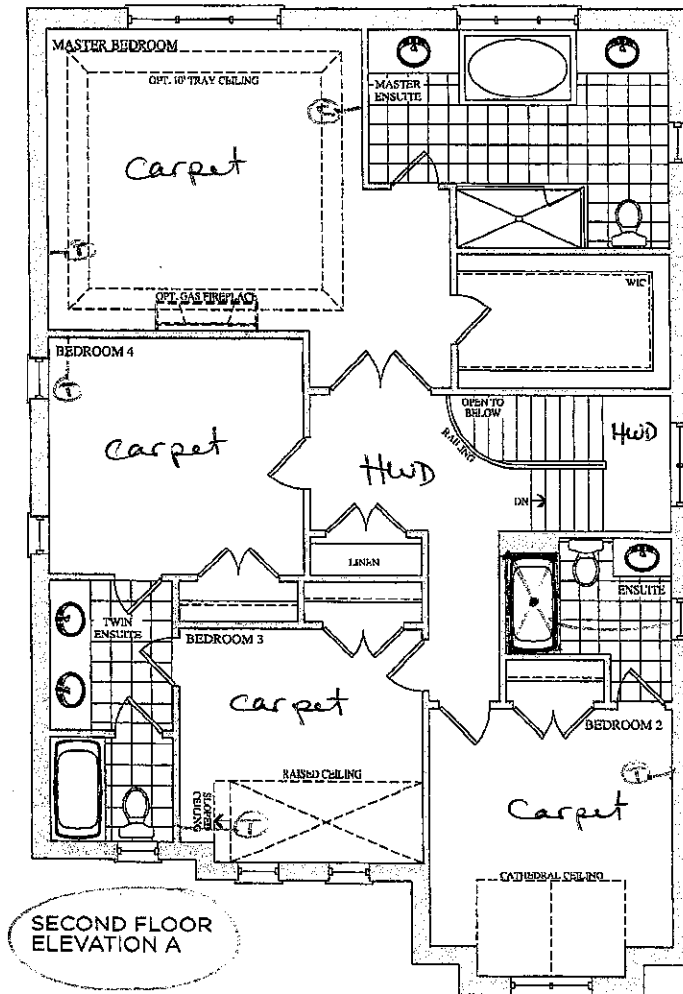 MASTER BEDROOM
OPT. 10' TRAY CEILING
MASTER
ENSUITE
T
Carpet
T
OPT. GAS FIREPLACE
WIC
BEDROOM 4
T
Carpet
OPEN TO
BELOW
RAILING
HWD
HWD
DN
LINEN
TWIN
ENSUITE
ENSUITE
BEDROOM 3
Carpet
BEDROOM 2
RAISED CEILING
SLOPED
CEILING
T
T
Carpet
CATHEDRAL CEILING
SECOND FLOOR
ELEVATION A